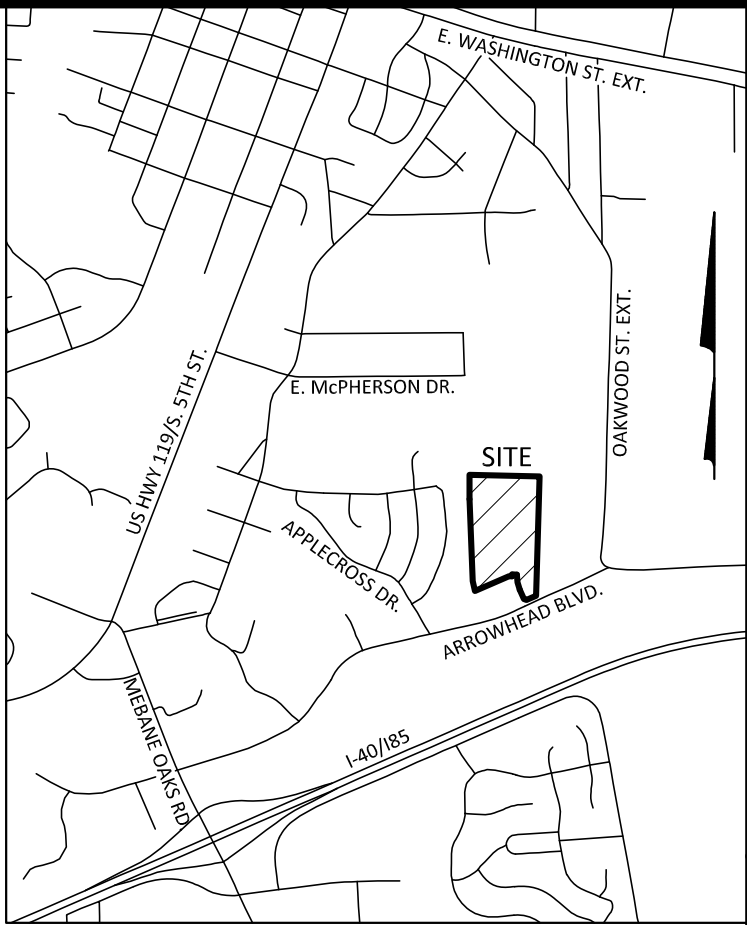 E. WASHINGTON ST. EXT.
OAKWOOD ST. EXT.
US HWY 119/S. 5TH ST.
E. McPHERSON DR.
SITE
APPLECROSS DR.
ARROWHEAD BLVD.
MEBANE OAKS RD
I-40/I85